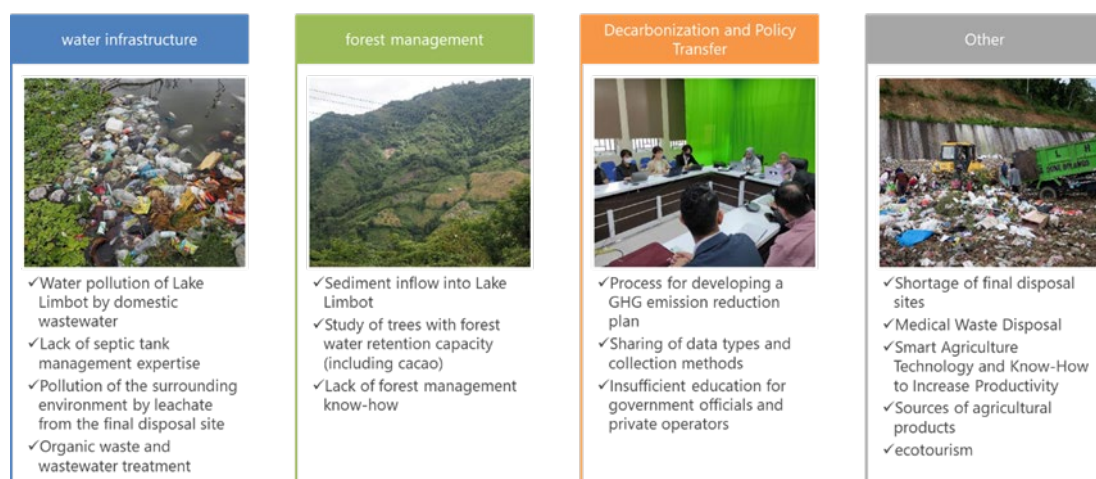 water infrastructure
✓Water pollution of Lake
Limbot by domestic
wastewater
✓Lack of septic tank
management expertise
✓Pollution of the surrounding
environment by leachate
from the final disposal site
✓Organic waste and
wastewater treatment
forest management
✓Sediment inflow into Lake
Limbot
✓Study of trees with forest
water retention capacity
(including cacao)
✓Lack of forest management
know-how
Decarbonization and Policy
Transfer
✓Process for developing a
GHG emission reduction
plan
✓Sharing of data types and
collection methods
✓Insufficient education for
government officials and
private operators
Other
✓Shortage of final disposal
sites
✓Medical Waste Disposal
✓Smart Agriculture
Technology and Know-How
to Increase Productivity
✓Sources of agricultural
products
✓ecotourism